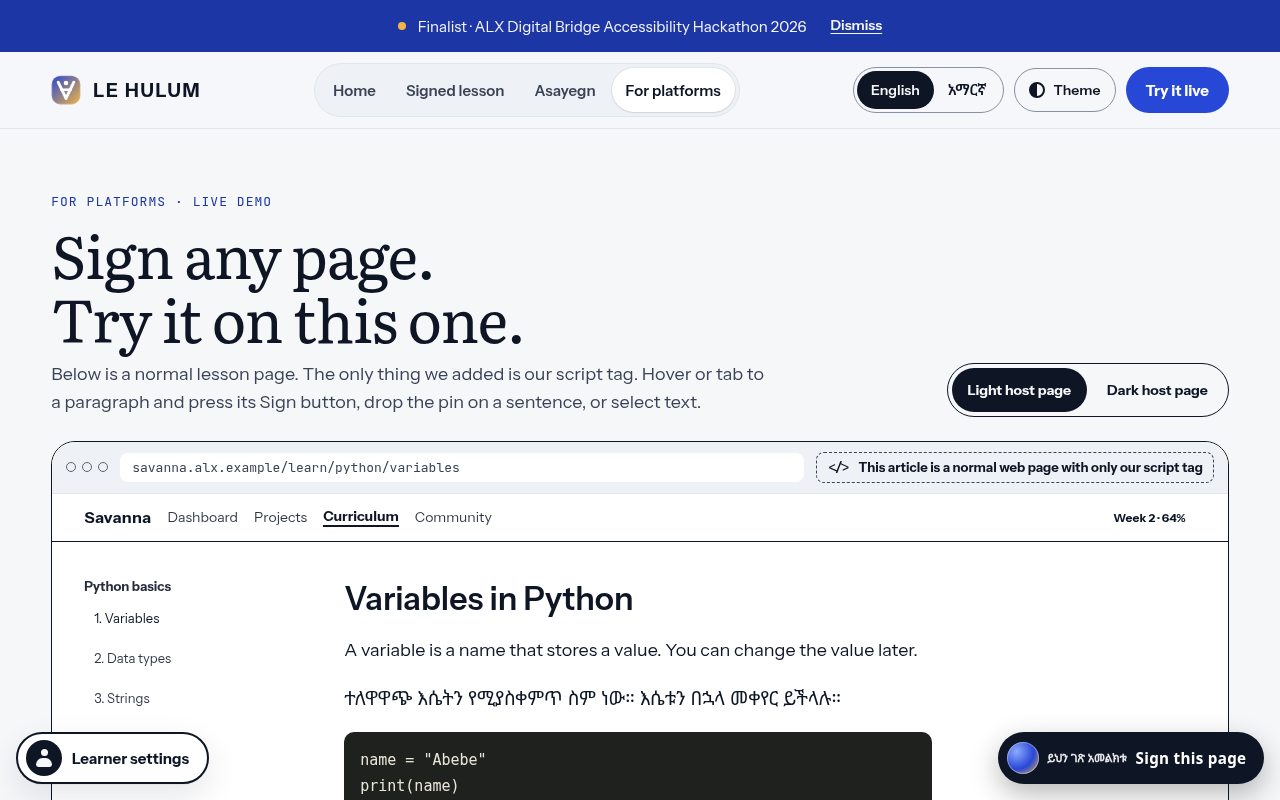 Finalist · ALX Digital Bridge Accessibility Hackathon 2026 Dismiss
LE HULUM
Home Signed lesson Asayegn For platforms
English አማርኛ Theme Try it live
FOR PLATFORMS · LIVE DEMO
Sign any page.
Try it on this one.
Below is a normal lesson page. The only thing we added is our script tag. Hover or tab to
a paragraph and press its Sign button, drop the pin on a sentence, or select text.
Light host page Dark host page
savanna.alx.example/learn/python/variables
</> This article is a normal web page with only our script tag
Savanna Dashboard Projects Curriculum Community Week 2 · 64%
Python basics
1. Variables
2. Data types
3. Strings
Variables in Python
A variable is a name that stores a value. You can change the value later.
ተለዋዋጭ እሴትን የሚያስቀምጥ ስም ነው። እሴቱን በኋላ መቀየር ይችላሉ።
name = "Abebe"
print(name)
Learner settings
ይህን ገጽ አመልክቱ Sign this page